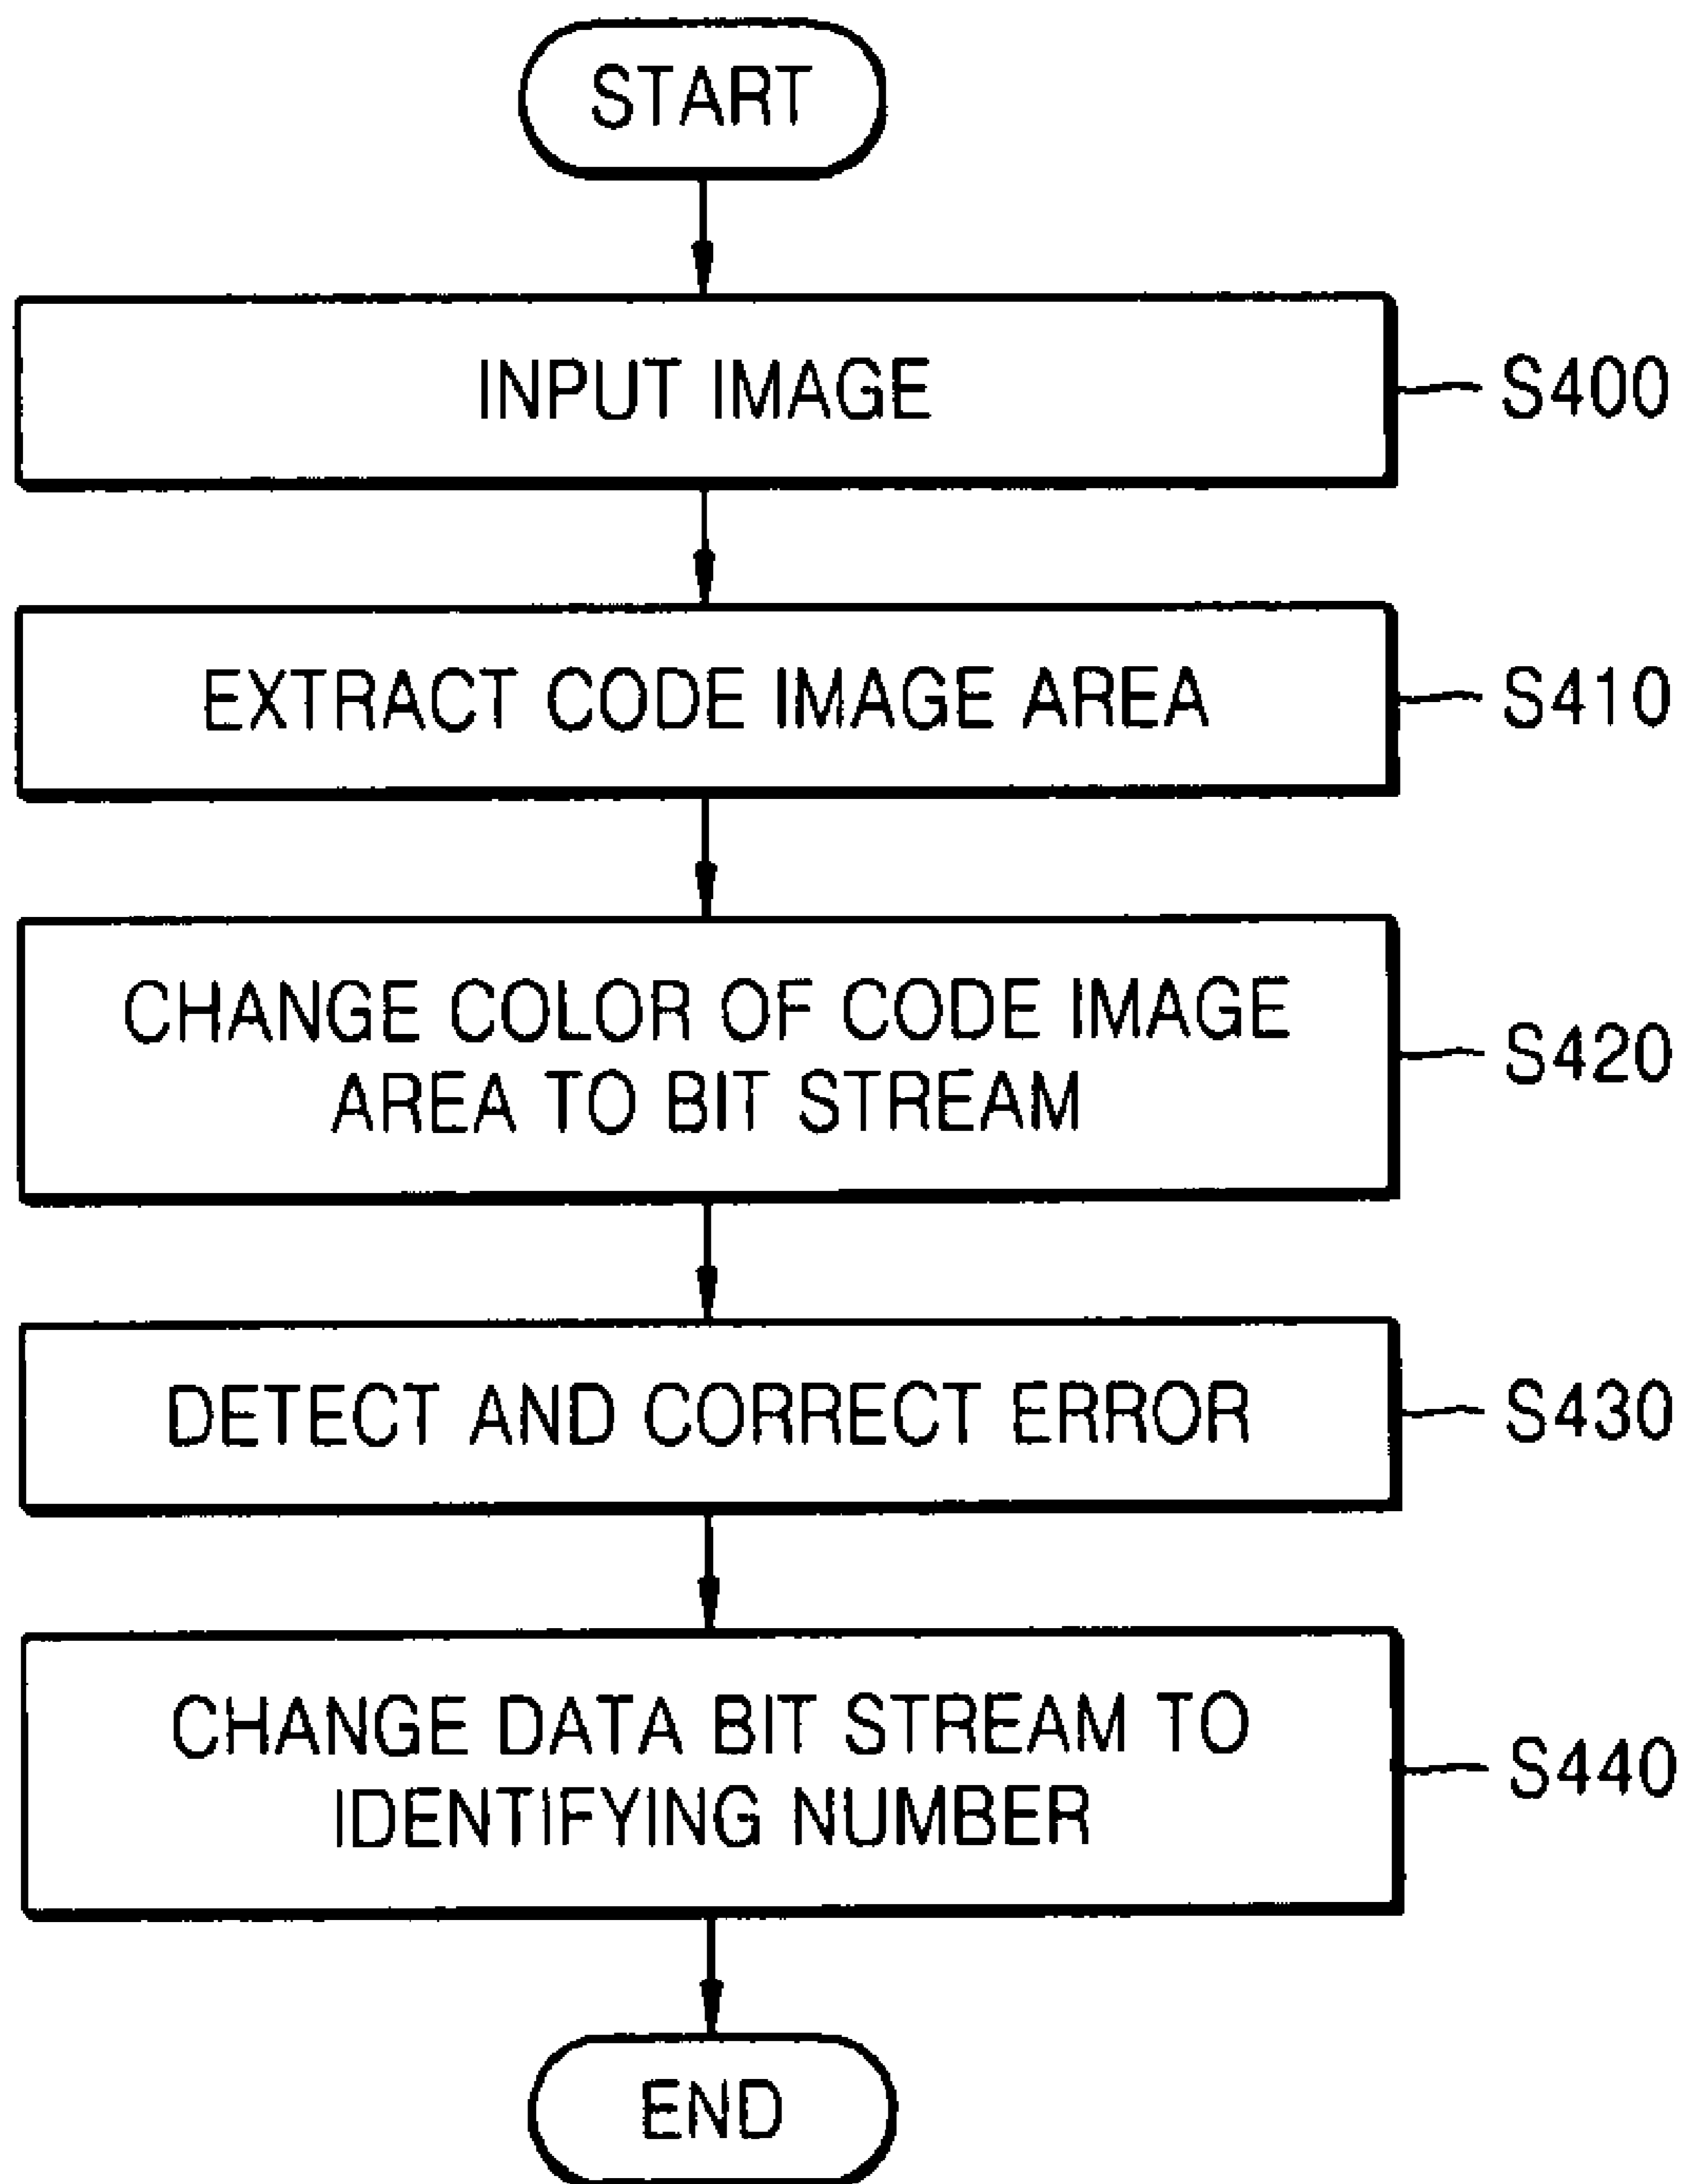 START
INPUT IMAGE
S400
EXTRACT CODE IMAGE AREA
S410
CHANGE COLOR OF CODE IMAGE
AREA TO BIT STREAM
S420
DETECT AND CORRECT ERROR
S430
CHANGE DATA BIT STREAM TO
IDENTIFYING NUMBER
S440
END